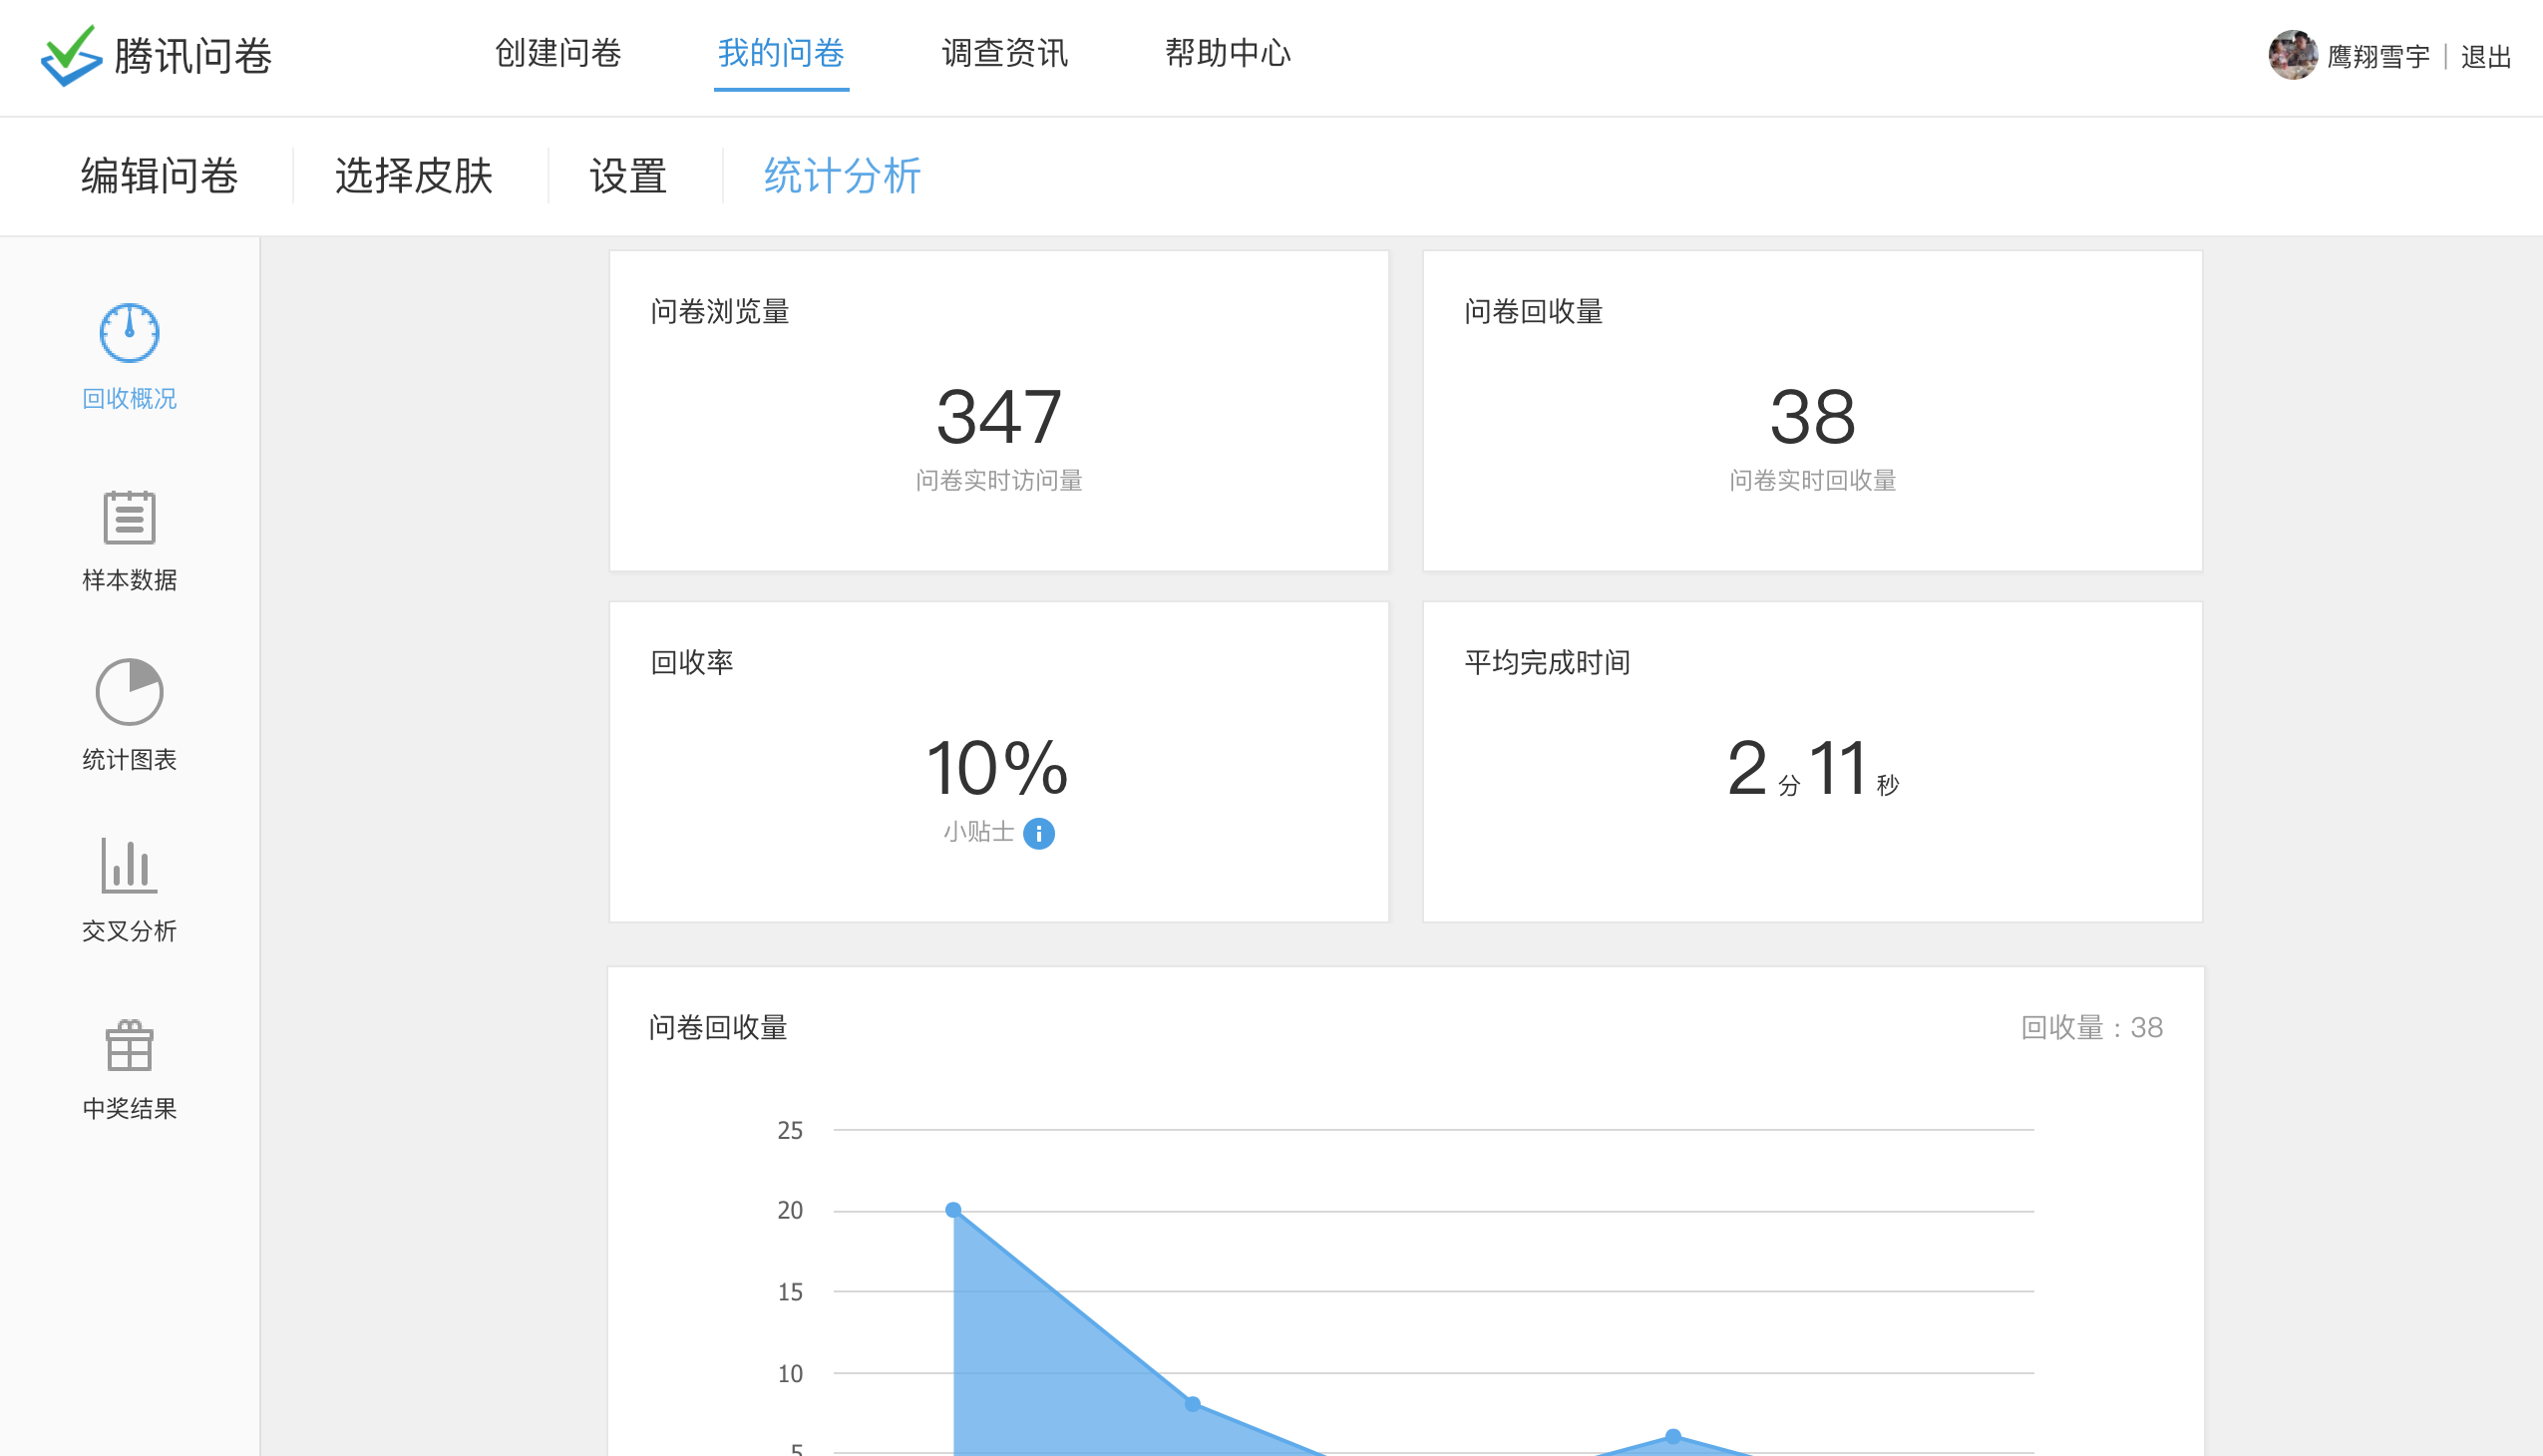 腾讯问卷
创建问卷
我的问卷
调查资讯
帮助中心
鹰翔雪宇 | 退出
编辑问卷
选择皮肤
设置
统计分析
回收概况
样本数据
统计图表
交叉分析
中奖结果
问卷浏览量
347
问卷实时访问量
问卷回收量
38
问卷实时回收量
回收率
10%
小贴士
平均完成时间
2 分 11 秒
问卷回收量
回收量：38
25
20
15
10
5